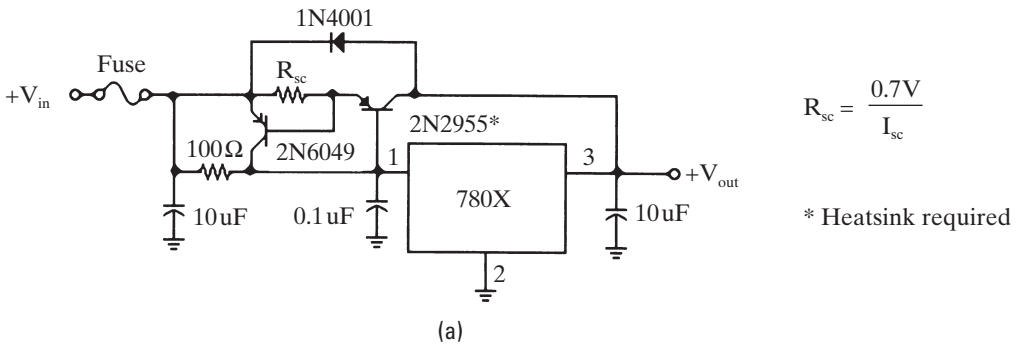 1N4001
Fuse
R_sc
+V_in
2N2955*
R_sc = 0.7V / I_sc
100Ω
2N6049
1
3
780X
+V_out
10uF
0.1uF
10uF
* Heatsink required
2
(a)